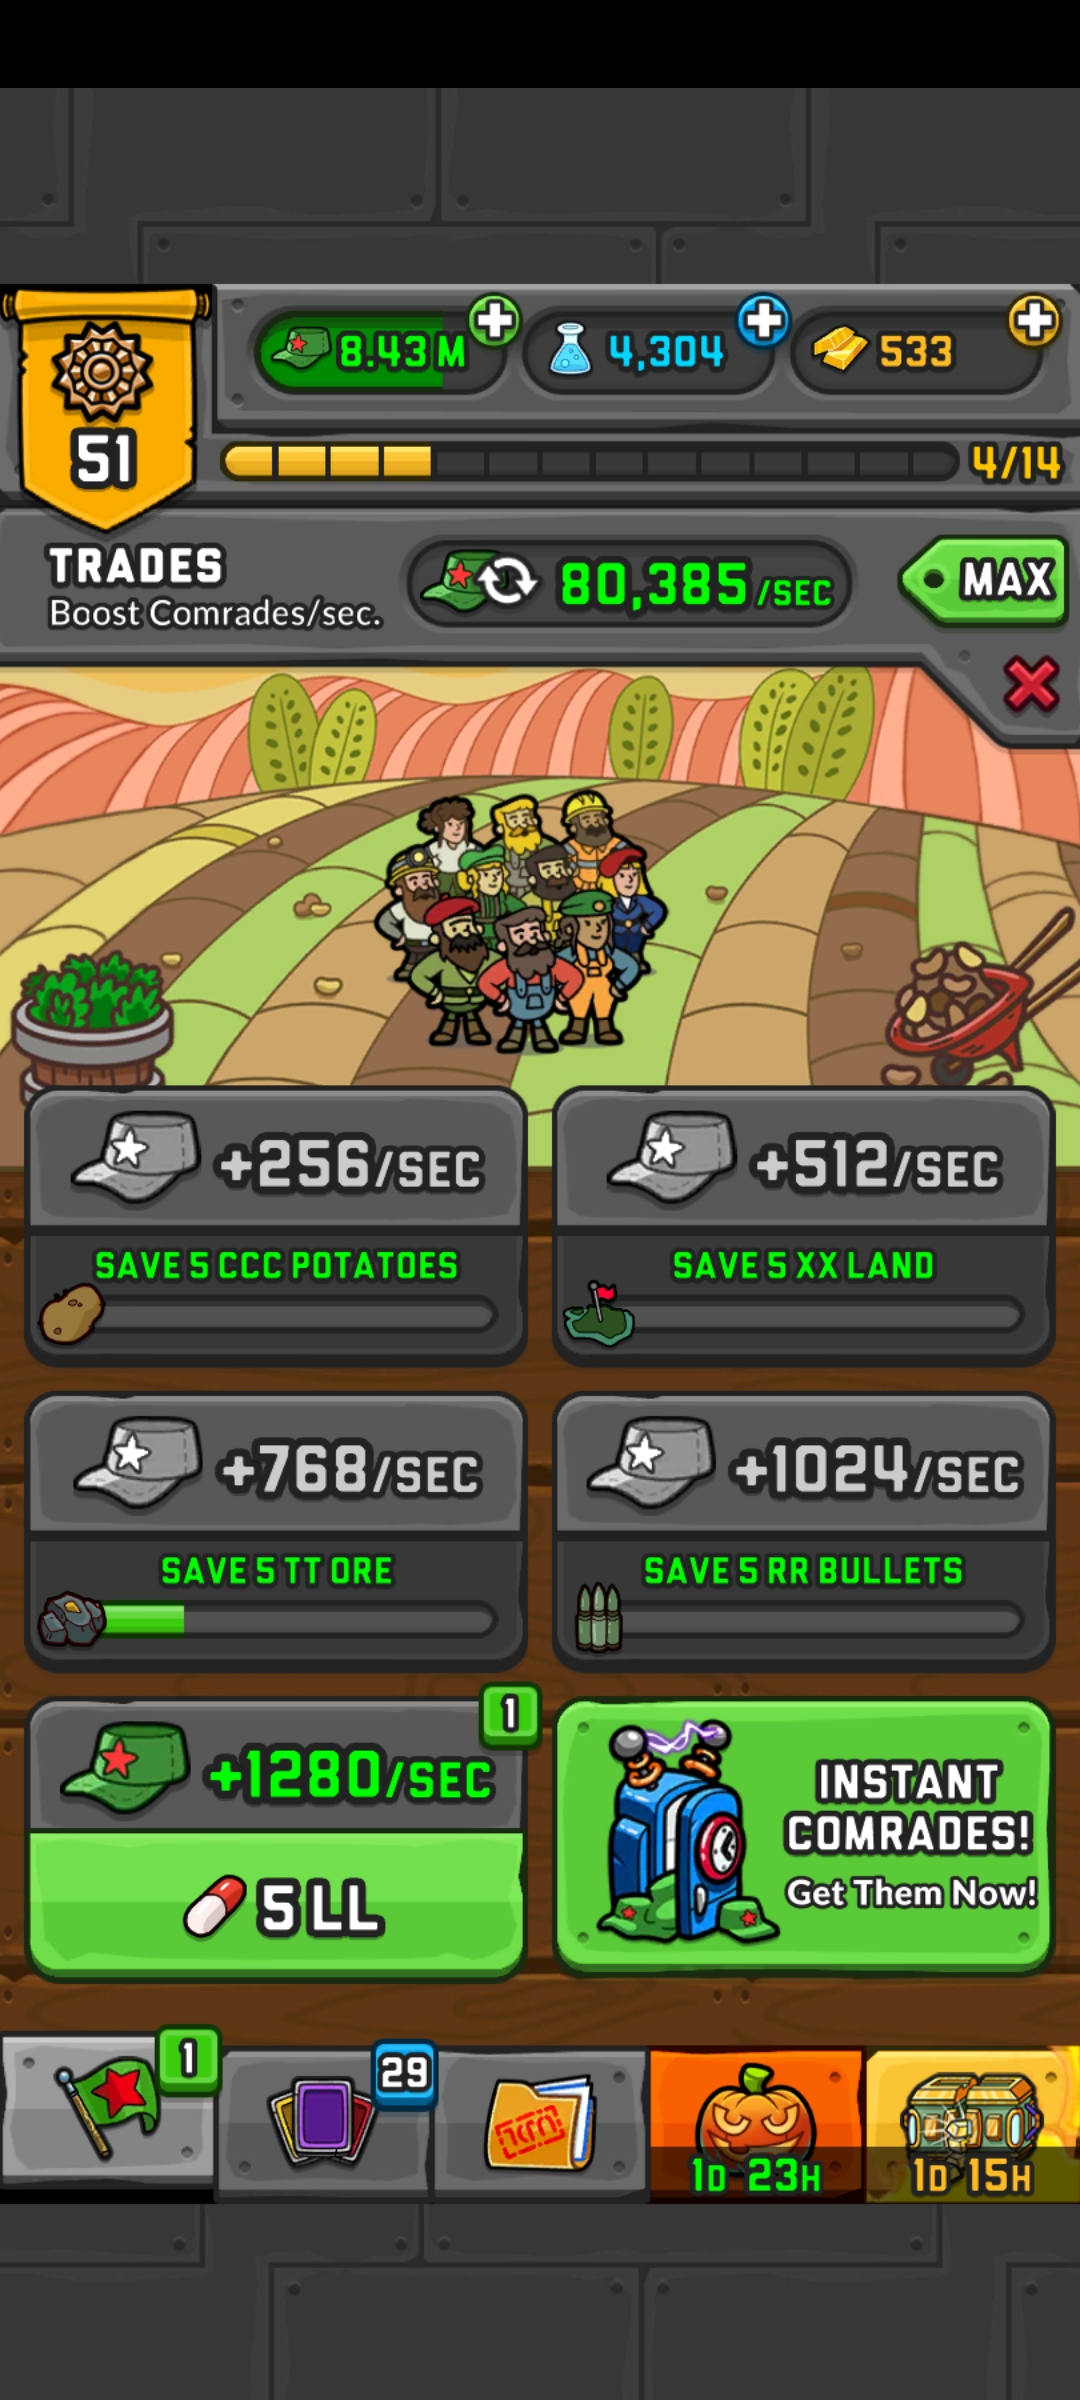 8.43 M
4,304
533
51
4/14
TRADES
Boost Comrades/sec.
80,385/SEC
MAX
+256/SEC
SAVE 5 CCC POTATOES
+512/SEC
SAVE 5 XX LAND
+768/SEC
SAVE 5 TT ORE
+1024/SEC
SAVE 5 RR BULLETS
1
+1280/SEC
5 LL
INSTANT
COMRADES!
Get Them Now!
1
29
1D 23H
1D 15H